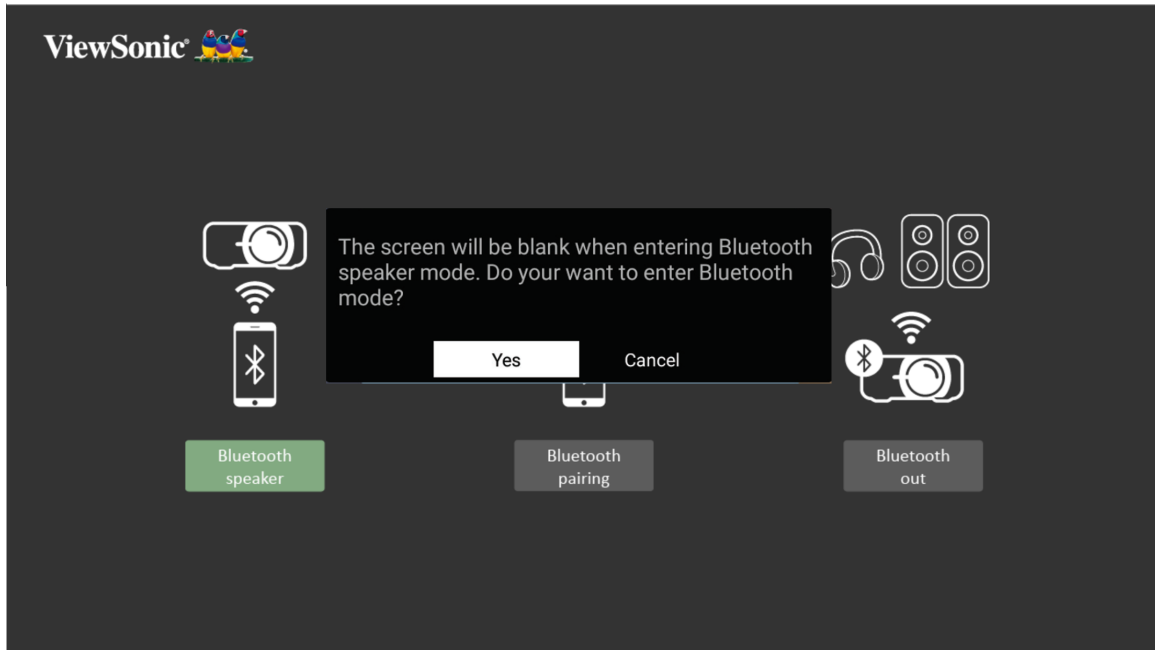 ViewSonic®
The screen will be blank when entering Bluetooth
speaker mode. Do your want to enter Bluetooth
mode?
Yes Cancel
Bluetooth
speaker
Bluetooth
pairing
Bluetooth
out